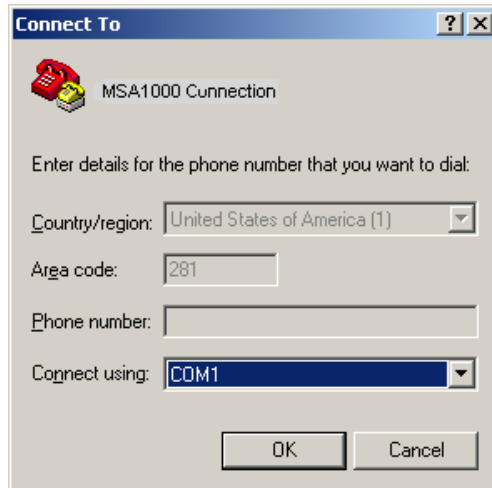 Connect To
MSA1000 Cunnection
Enter details for the phone number that you want to dial:
Country/region: United States of America (1)
Area code: 281
Phone number:
Connect using: COM1
OK Cancel